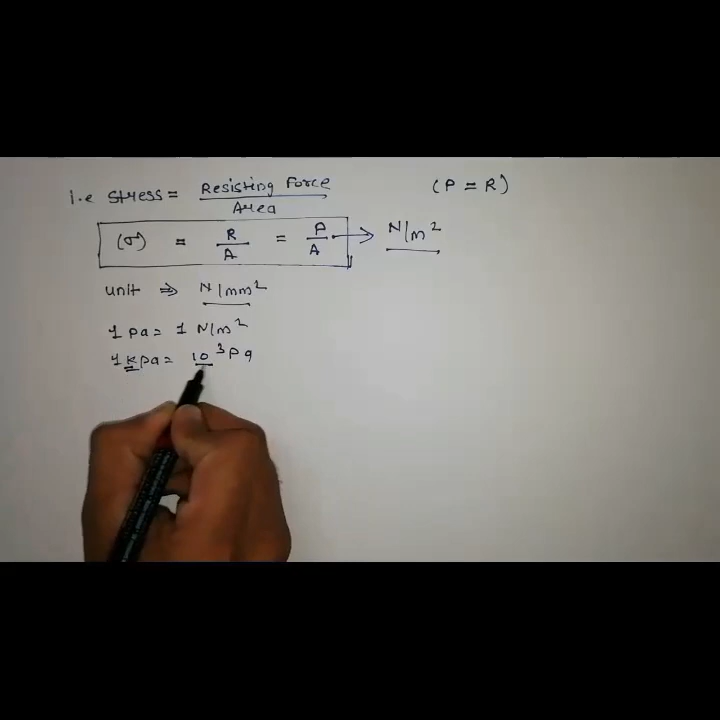 I.e Stress = Resisting Force / Area (P = R)
(σ) = R/A = P/A → N/m²
unit ⇒ N/mm²
1 pa = 1 N/m²
1 kpa = 10³ Pa